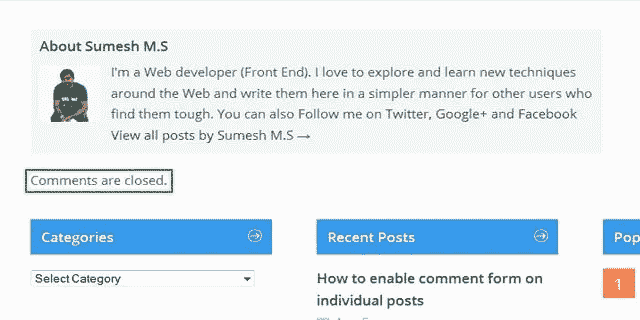 About Sumesh M.S
I'm a Web developer (Front End). I love to explore and learn new techniques
around the Web and write them here in a simpler manner for other users who
find them tough. You can also Follow me on Twitter, Google+ and Facebook
View all posts by Sumesh M.S →
Comments are closed.
Categories
Recent Posts
Pop
Select Category
How to enable comment form on
individual posts
1